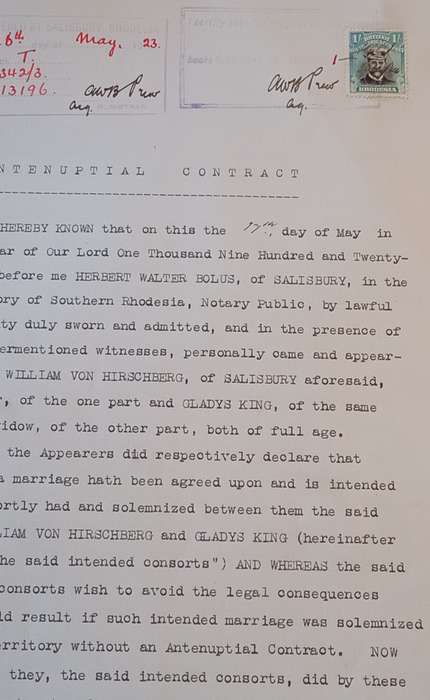 6th May. 23.
T.
342/3.
13196.
1/- 1/-
RHODESIA
NTENUPTIAL CONTRACT
HEREBY KNOWN that on this the 17th, day of May in
ar of Our Lord One Thousand Nine Hundred and Twenty-
before me HERBERT WALTER BOLUS, of SALISBURY, in the
ory of Southern Rhodesia, Notary Public, by lawful
ty duly sworn and admitted, and in the presence of
ermentioned witnesses, personally came and appear-
WILLIAM VON HIRSCHBERG, of SALISBURY aforesaid,
, of the one part and GLADYS KING, of the same
idow, of the other part, both of full age.
the Appearers did respectively declare that
a marriage hath been agreed upon and is intended
ortly had and solemnized between them the said
LIAM VON HIRSCHBERG and GLADYS KING (hereinafter
he said intended consorts") AND WHEREAS the said
consorts wish to avoid the legal consequences
ld result if such intended marriage was solemnized
erritory without an Antenuptial Contract. NOW
they, the said intended consorts, did by these